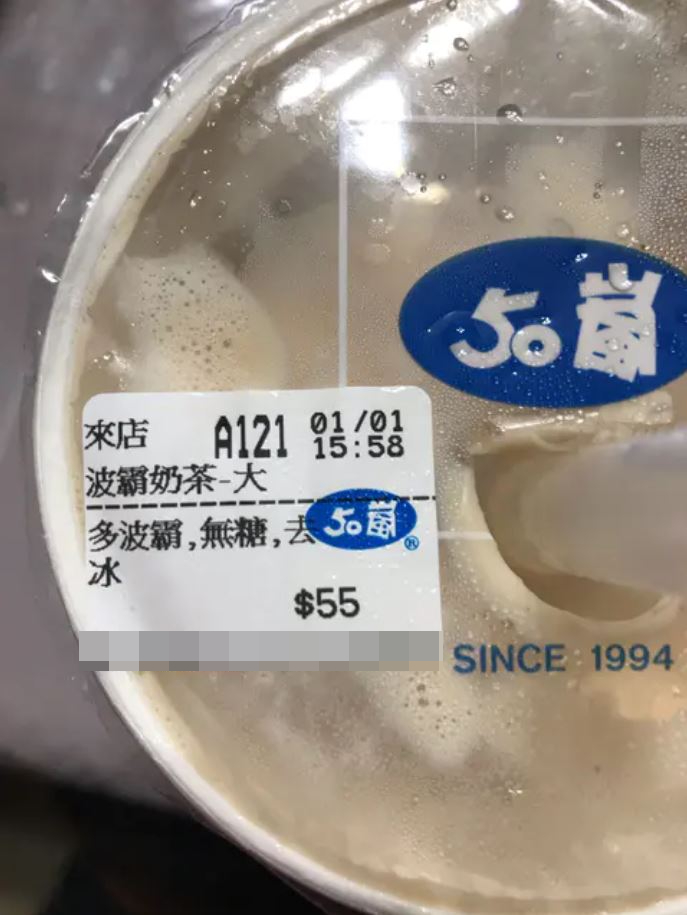 50嵐
來店 A121 01/01 15:58
波霸奶茶-大
多波霸,無糖,去
冰
50嵐®
$55
SINCE 1994